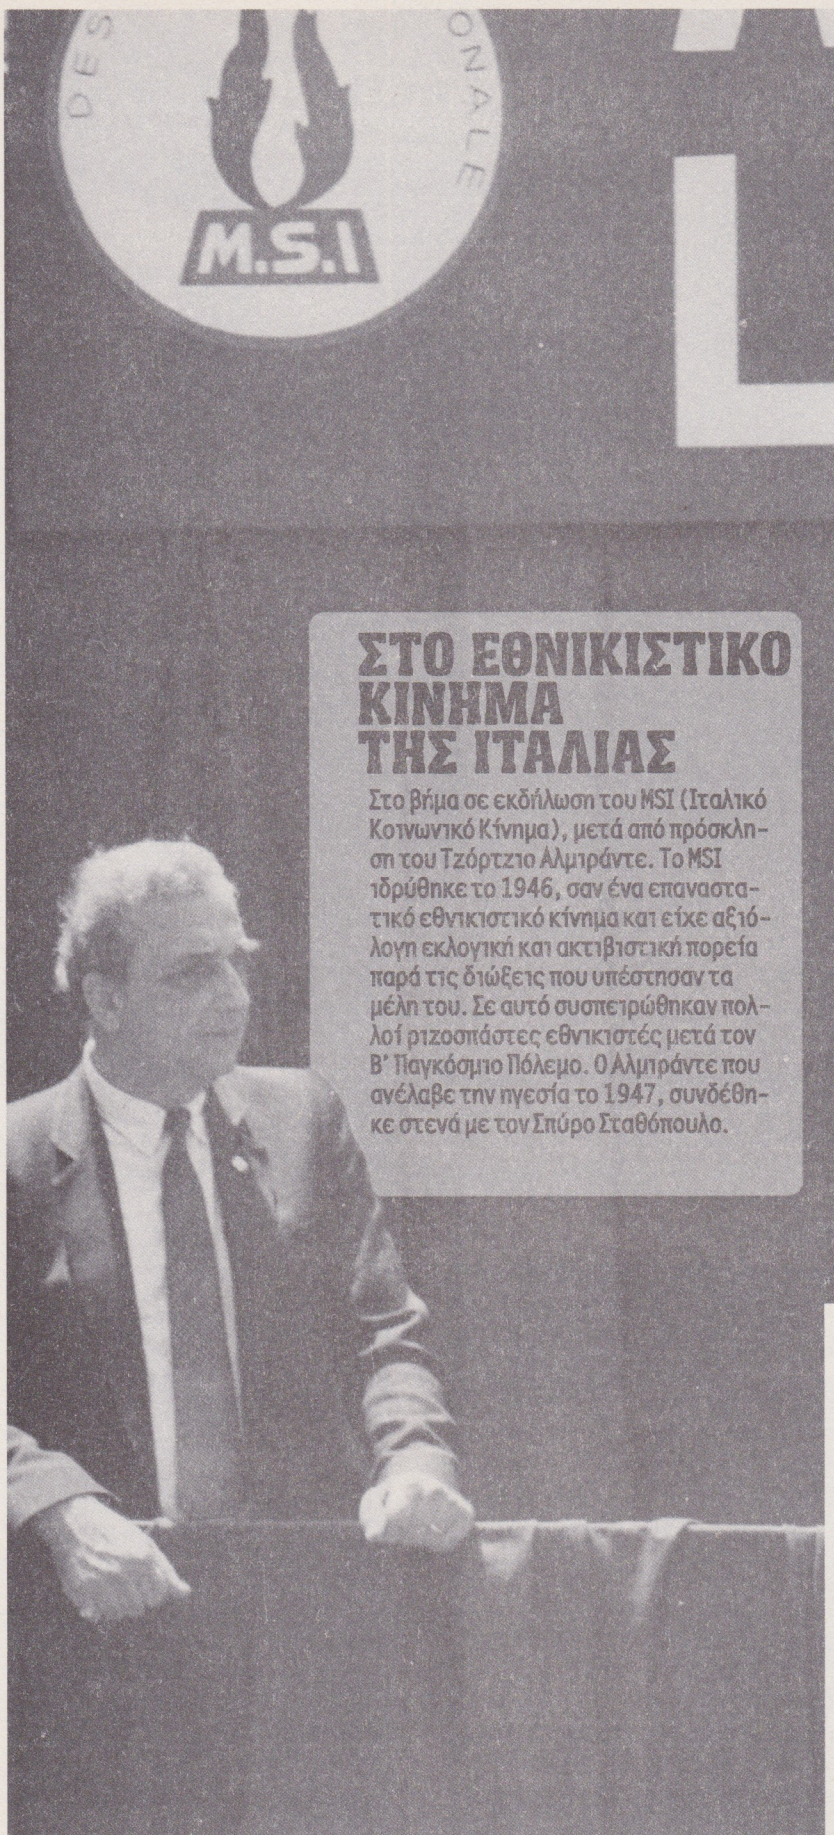 DES
ONALE
M.S.I
L
ΣΤΟ ΕΘΝΙΚΙΣΤΙΚΟ
ΚΙΝΗΜΑ
ΤΗΣ ΙΤΑΛΙΑΣ
Στο βήμα σε εκδήλωση του MSI (Ιταλικό
Κοινωνικό Κίνημα), μετά από πρόσκλη-
ση του Τζόρτζιο Αλμιράντε. Το MSI
ιδρύθηκε το 1946, σαν ένα επαναστα-
τικό εθνικιστικό κίνημα και είχε αξιό-
λογη εκλογική και ακτιβιστική πορεία
παρά τις διώξεις που υπέστησαν τα
μέλη του. Σε αυτό συσπειρώθηκαν πολ-
λοί ριζοσπάστες εθνικιστές μετά τον
Β' Παγκόσμιο Πόλεμο. Ο Αλμιράντε που
ανέλαβε την ηγεσία το 1947, συνδέθη-
κε στενά με τον Σπύρο Σταθόπουλο.